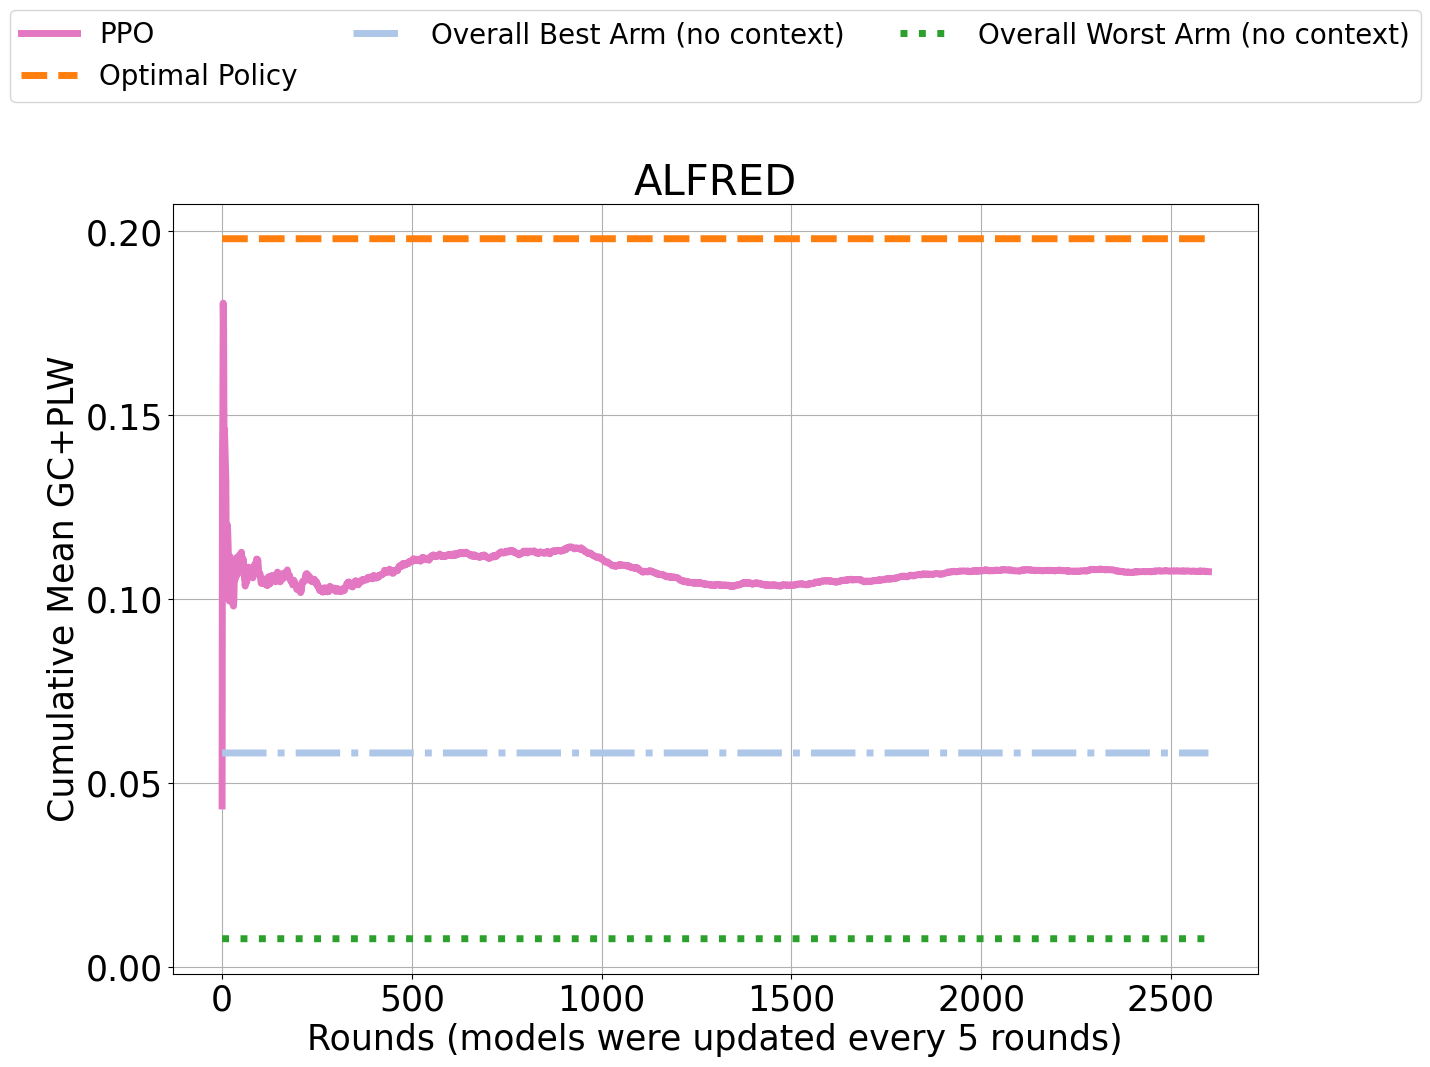 PPO
Optimal Policy
Overall Best Arm (no context)
Overall Worst Arm (no context)
ALFRED
Cumulative Mean GC+PLW
0.20
0.15
0.10
0.05
0.00
0 500 1000 1500 2000 2500
Rounds (models were updated every 5 rounds)